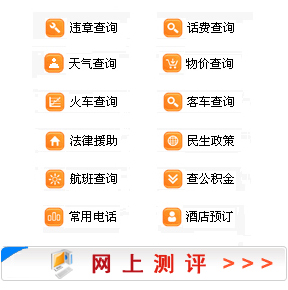 违章查询 话费查询
天气查询 物价查询
火车查询 客车查询
法律援助 民生政策
航班查询 查公积金
常用电话 酒店预订
网上测评 >>>